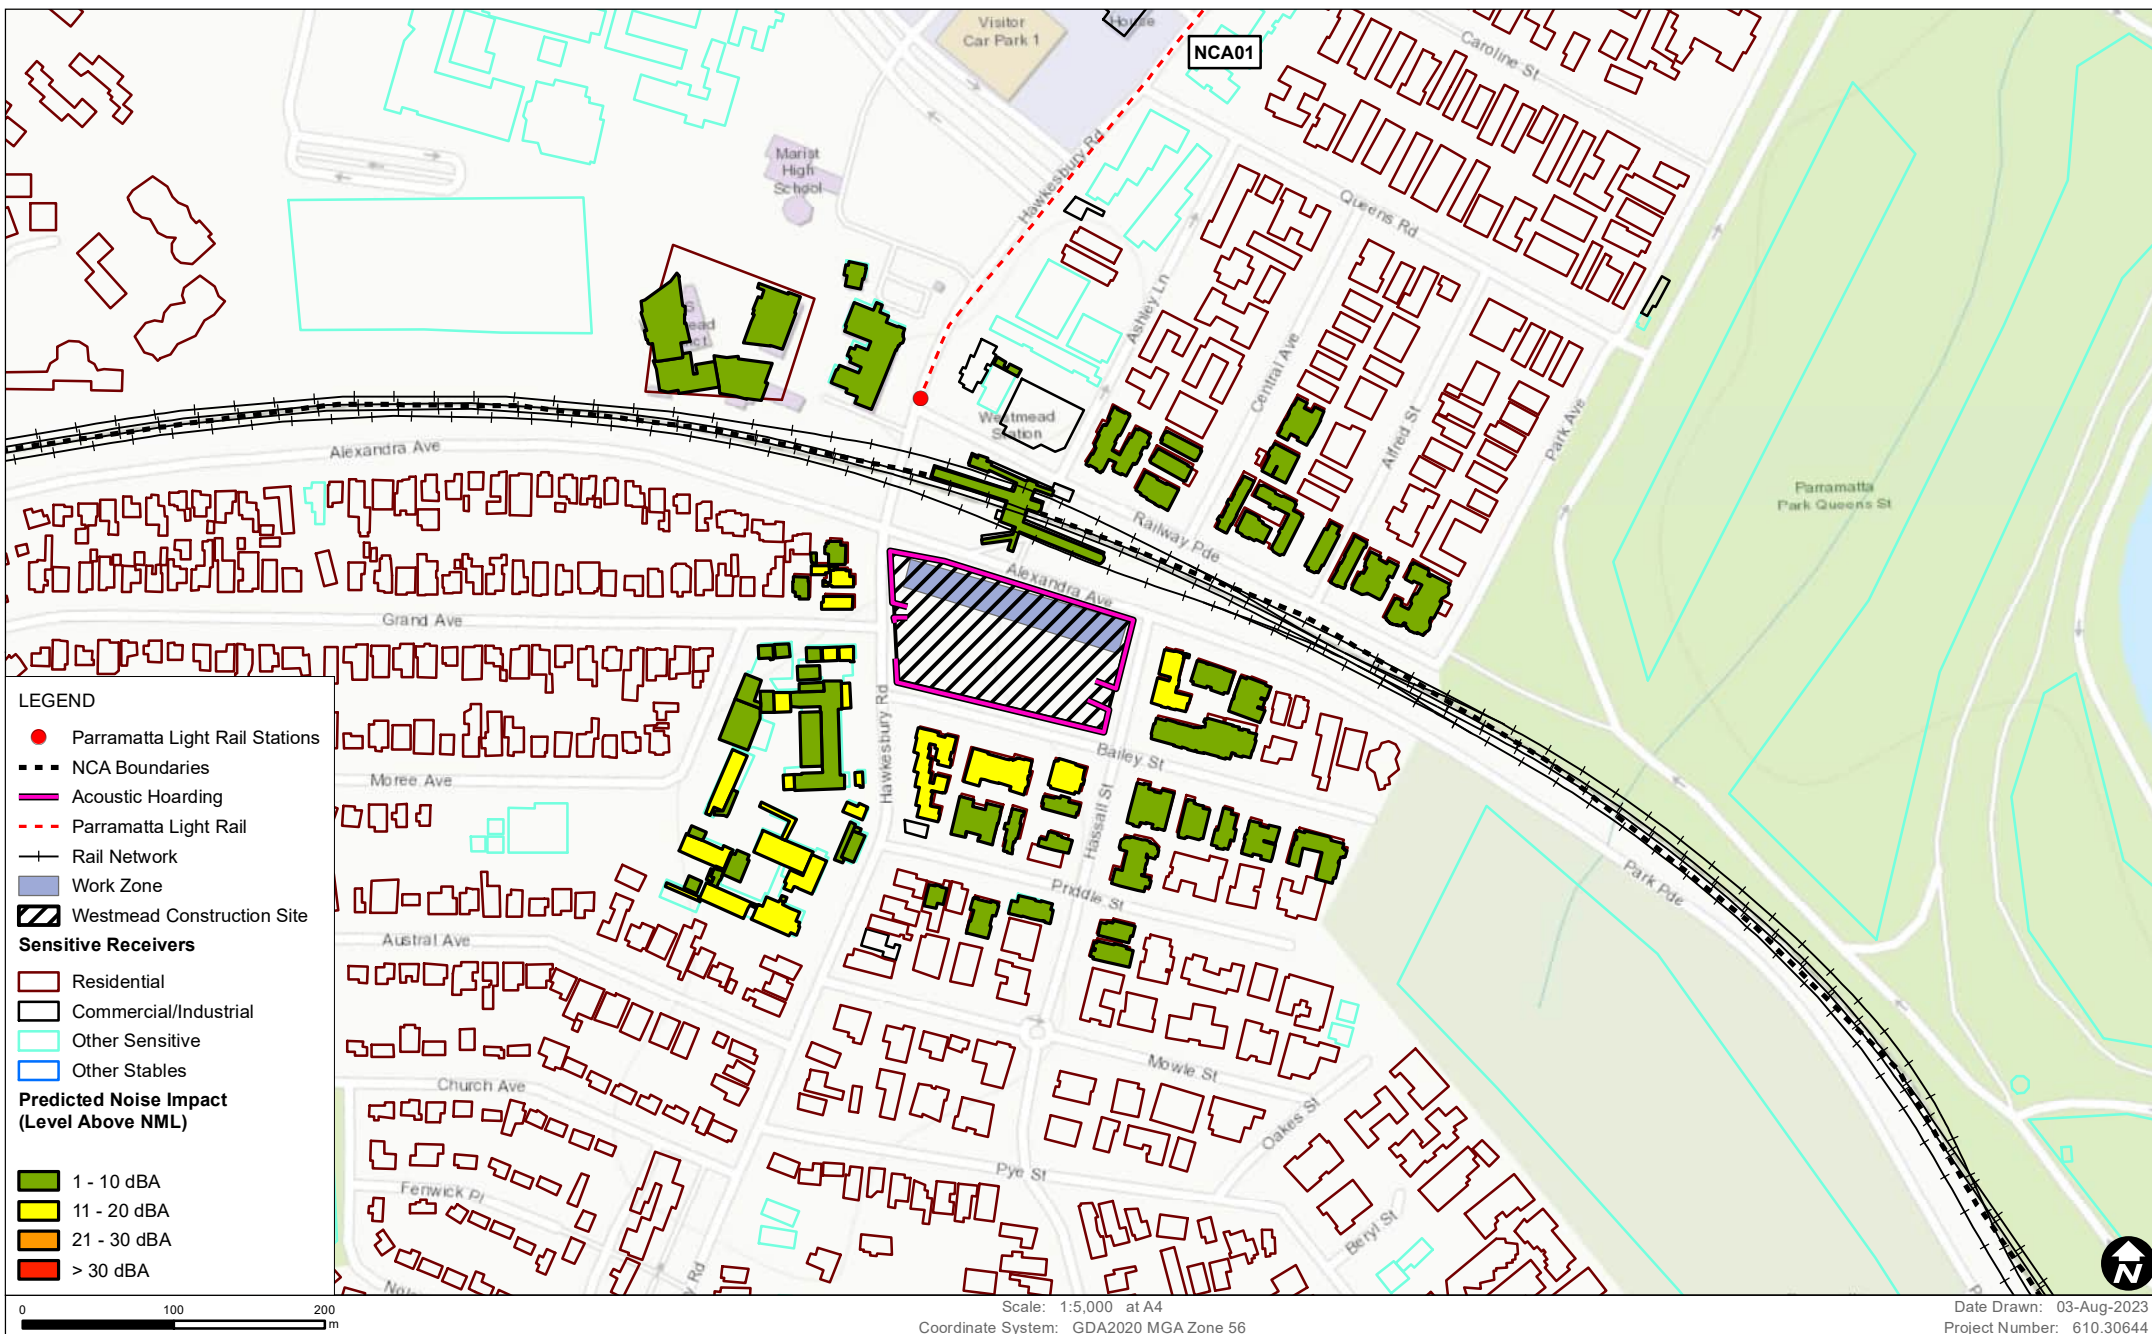 Visitor
Car Park 1
House
NCA01
Caroline St
Marist
High
School
Hawkesbury Rd
Queens Rd
Ashley Ln
Central Ave
Alfred St
Park Ave
Westmead
Station
Alexandra Ave
Railway Pde
Parramatta
Park Queens St
Alexandra Ave
Grand Ave
Hawkesbury Rd
Bailey St
Moree Ave
Hassall St
Priddle St
Park Pde
Austral Ave
Mowle St
Church Ave
Oakes St
Pye St
Fenwick Pl
Beryl St
LEGEND
Parramatta Light Rail Stations
NCA Boundaries
Acoustic Hoarding
Parramatta Light Rail
Rail Network
Work Zone
Westmead Construction Site
Sensitive Receivers
Residential
Commercial/Industrial
Other Sensitive
Other Stables
Predicted Noise Impact
(Level Above NML)
1 - 10 dBA
11 - 20 dBA
21 - 30 dBA
> 30 dBA
N
0 100 200
m
Scale: 1:5,000 at A4
Coordinate System: GDA2020 MGA Zone 56
Date Drawn: 03-Aug-2023
Project Number: 610.30644